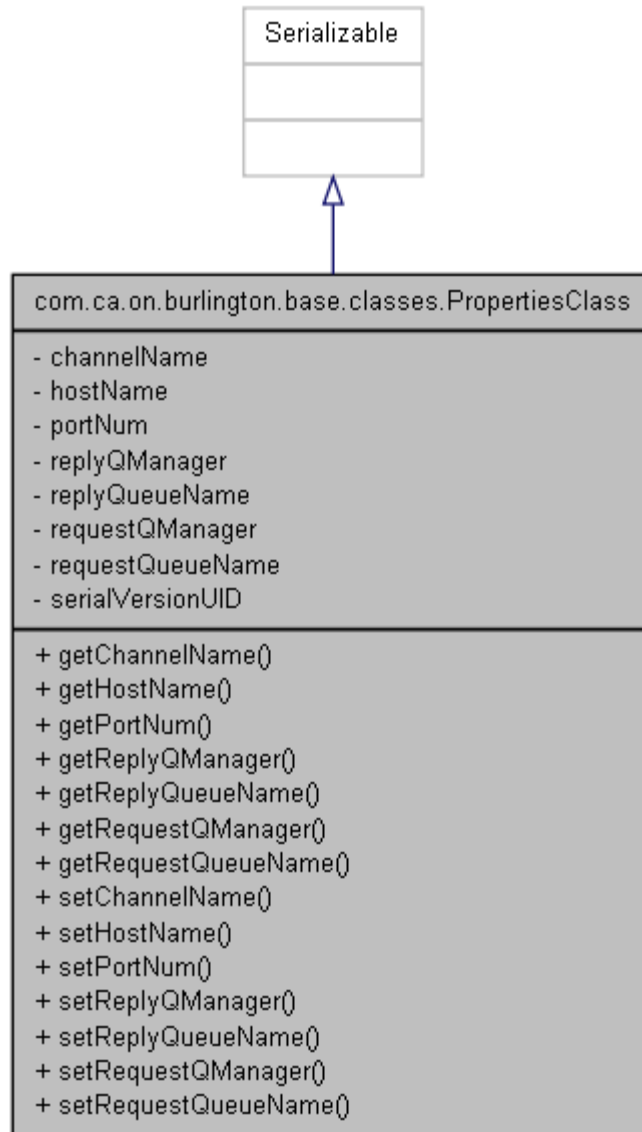 Serializable
com.ca.on.burlington.base.classes.PropertiesClass
- channelName
- hostName
- portNum
- replyQManager
- replyQueueName
- requestQManager
- requestQueueName
- serialVersionUID
+ getChannelName()
+ getHostName()
+ getPortNum()
+ getReplyQManager()
+ getReplyQueueName()
+ getRequestQManager()
+ getRequestQueueName()
+ setChannelName()
+ setHostName()
+ setPortNum()
+ setReplyQManager()
+ setReplyQueueName()
+ setRequestQManager()
+ setRequestQueueName()